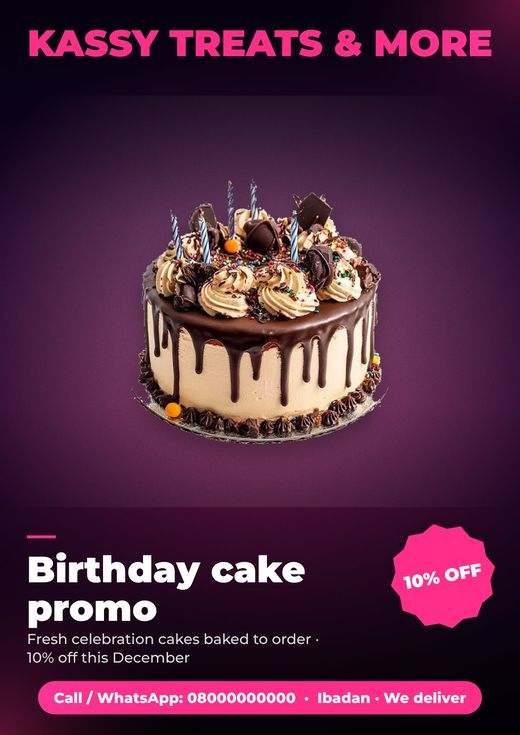 KASSY TREATS & MORE
Birthday cake
promo
10% OFF
Fresh celebration cakes baked to order ·
10% off this December
Call / WhatsApp: 08000000000 · Ibadan · We deliver